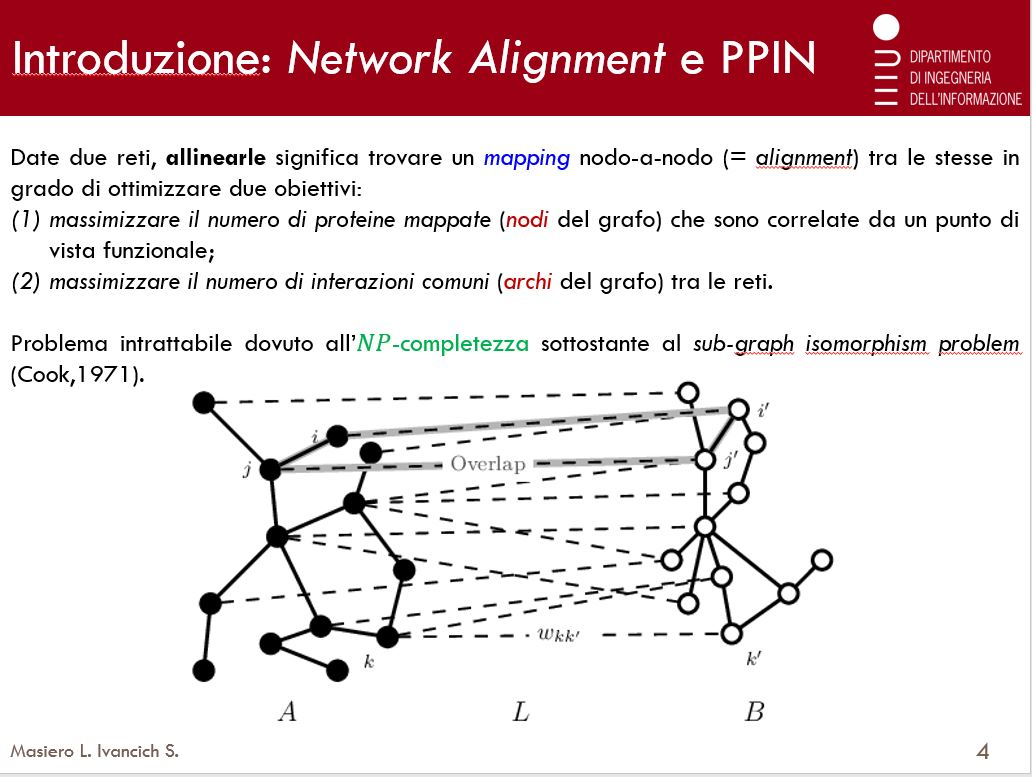 Introduzione: Network Alignment e PPIN
DIPARTIMENTO
DI INGEGNERIA
DELL'INFORMAZIONE
Date due reti, allinearle significa trovare un mapping nodo-a-nodo (= alignment) tra le stesse in
grado di ottimizzare due obiettivi:
(1) massimizzare il numero di proteine mappate (nodi del grafo) che sono correlate da un punto di
vista funzionale;
(2) massimizzare il numero di interazioni comuni (archi del grafo) tra le reti.
Problema intrattabile dovuto all'NP-completezza sottostante al sub-graph isomorphism problem
(Cook,1971).
i
i'
j
Overlap
j'
w_{kk'}
k
k'
A
L
B
Masiero L. Ivancich S.
4